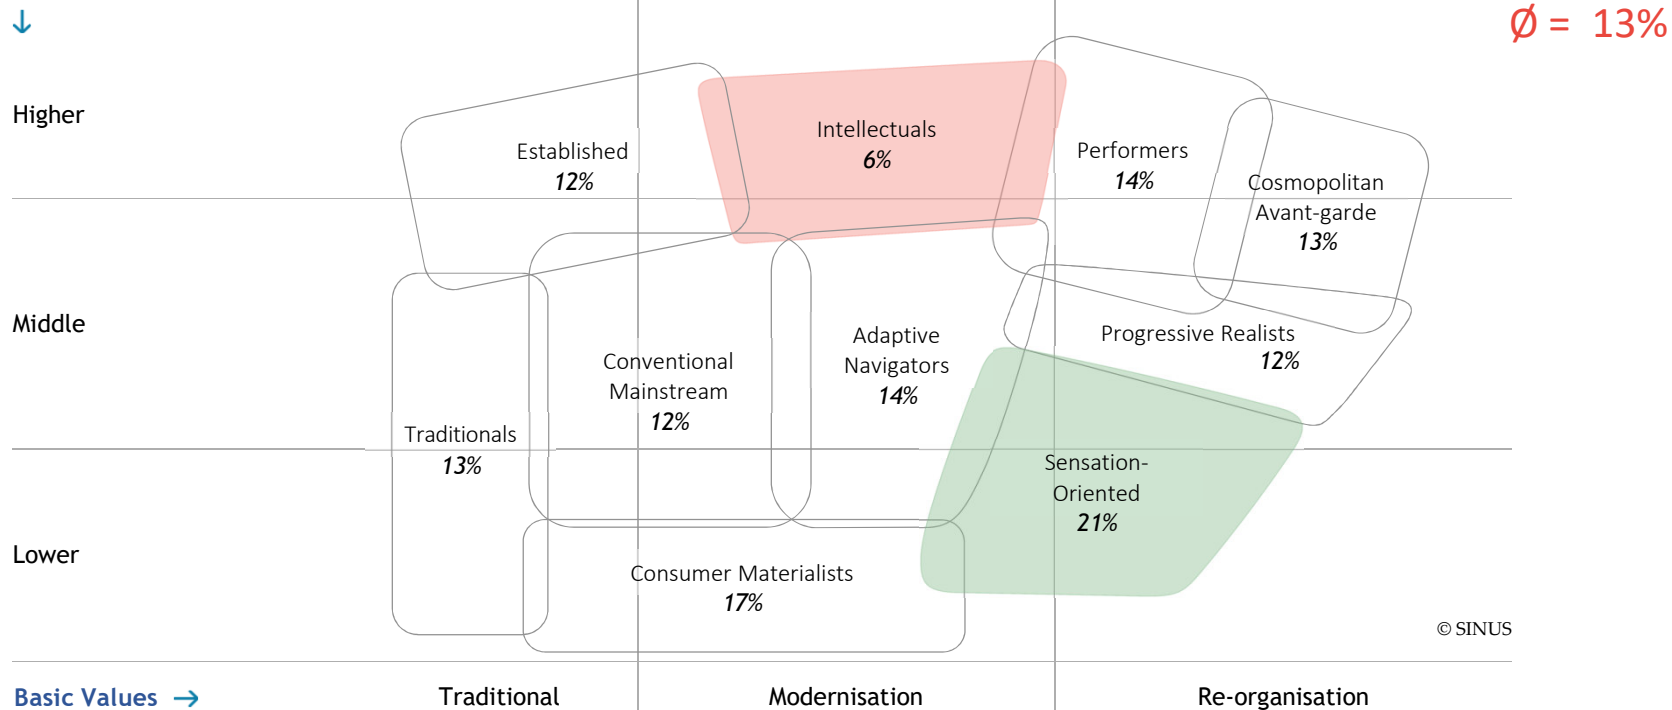 ↓
Ø = 13%
Higher
Established
12%
Intellectuals
6%
Performers
14%
Cosmopolitan
Avant-garde
13%
Middle
Conventional
Mainstream
12%
Adaptive
Navigators
14%
Progressive Realists
12%
Traditionals
13%
Sensation-
Oriented
21%
Lower
Consumer Materialists
17%
© SINUS
Basic Values →
Traditional
Modernisation
Re-organisation